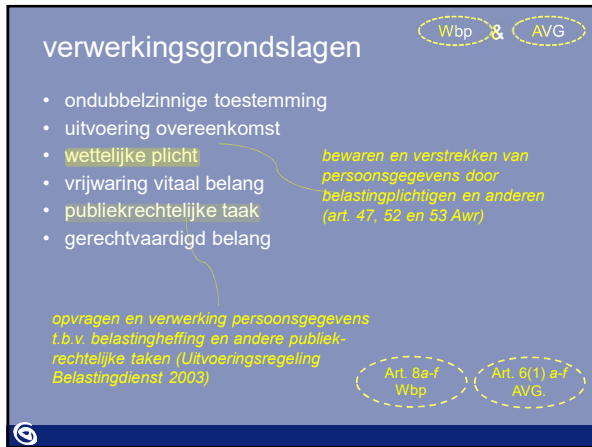 Wbp & AVG
verwerkingsgrondslagen
• ondubbelzinnige toestemming
• uitvoering overeenkomst
• wettelijke plicht
• vrijwaring vitaal belang
• publiekrechtelijke taak
• gerechtvaardigd belang
bewaren en verstrekken van
persoonsgegevens door
belastingplichtigen en anderen
(art. 47, 52 en 53 Awr)
opvragen en verwerking persoonsgegevens
t.b.v. belastingheffing en andere publiek-
rechtelijke taken (Uitvoeringsregeling
Belastingdienst 2003)
Art. 8a-f
Wbp
Art. 6(1) a-f
AVG.